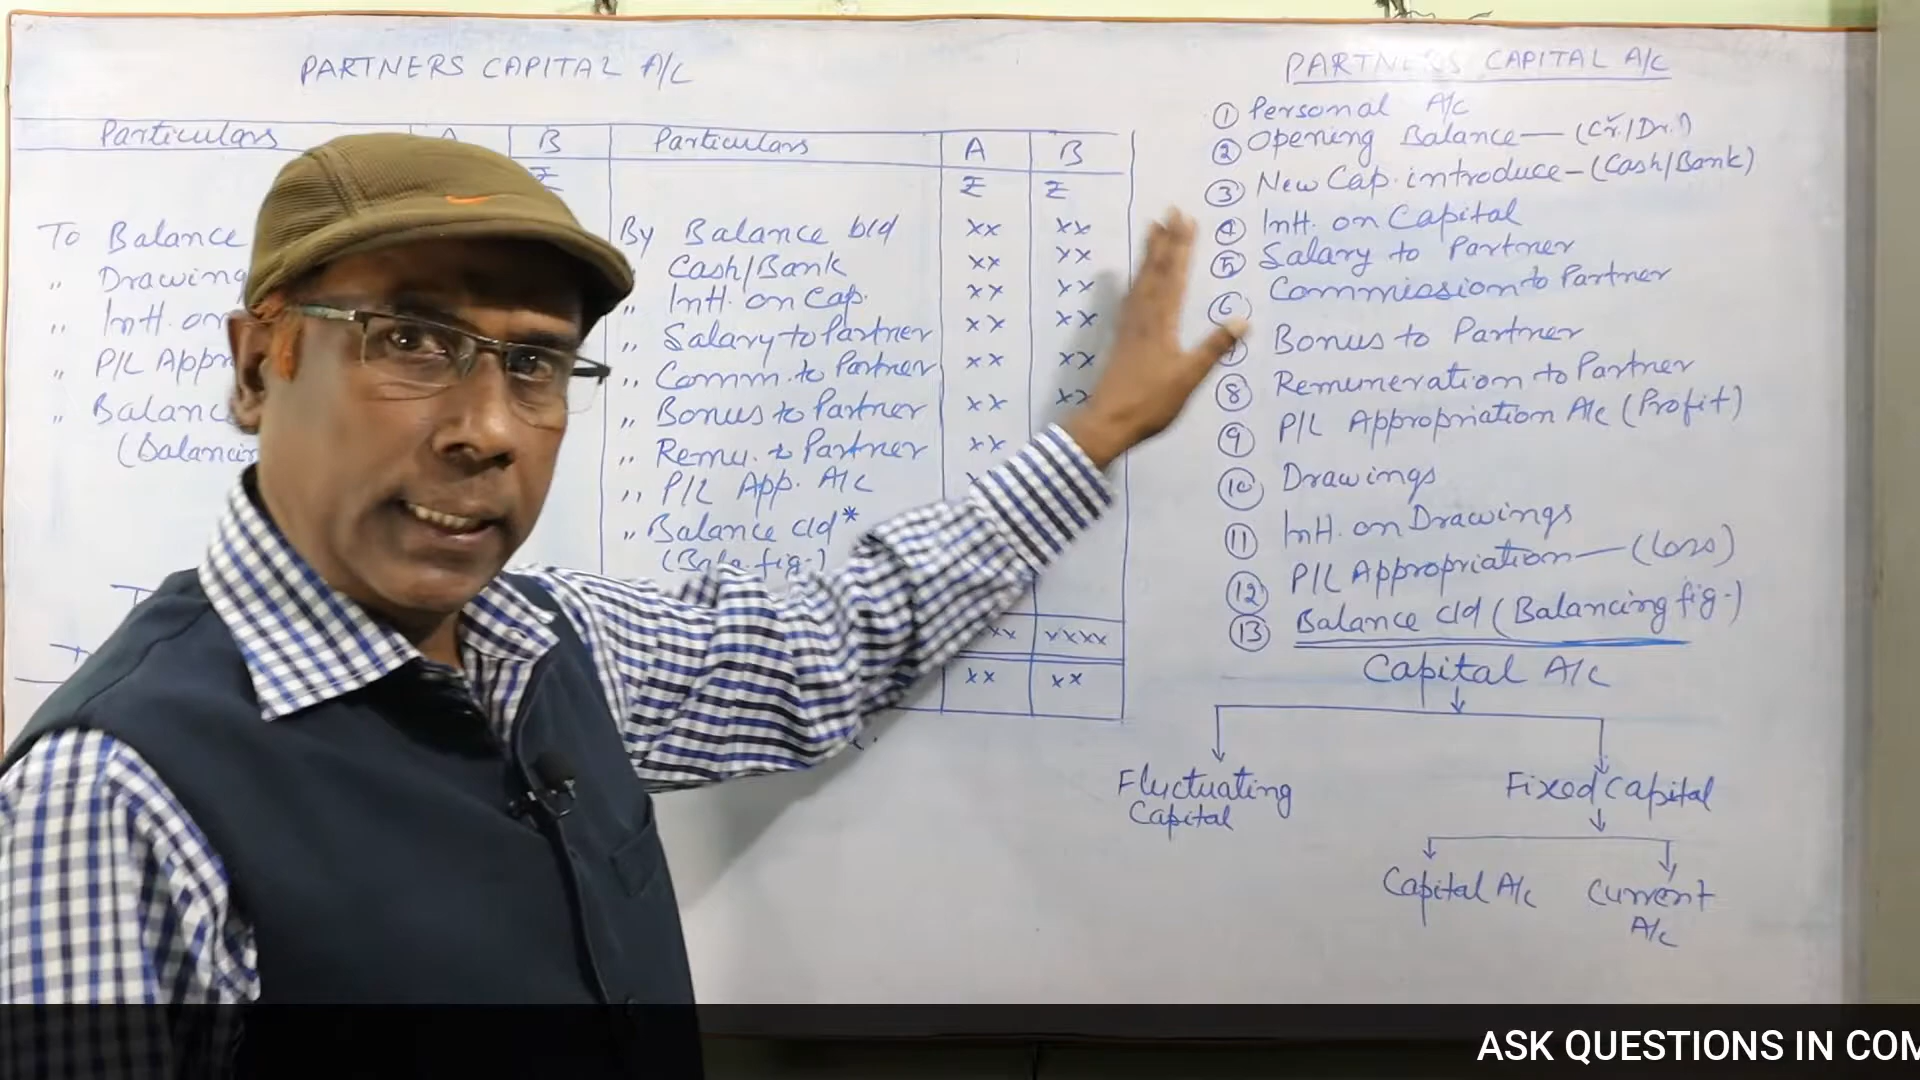 PARTNERS CAPITAL A/C
Particulars
B
Particulars
A
B
₹
₹
₹
To Balance
By Balance b/d
xx
xx
,, Drawing
,, Cash/Bank
xx
xx
,, Intt. on
,, Intt. on Cap.
xx
xx
,, P/L Appr
,, Salary to Partner
xx
xx
,, Balanc
,, Comm. to Partner
xx
xx
(Balancin
,, Bonus to Partner
xx
xx
,, Remu. to Partner
xx
,, P/L App. A/C
,, Balance c/d*
(Bala. fig.)
xxxx
xx
xx
PARTNERS CAPITAL A/C
① Personal A/c
② Opening Balance — (Cr./Dr.)
③ New Cap. introduce - (Cash/Bank)
④ Intt. on Capital
⑤ Salary to Partner
⑥ Commission to Partner
Bonus to Partner
⑧ Remuneration to Partner
⑨ P/L Appropriation A/c (Profit)
⑩ Drawings
⑪ Intt. on Drawings
⑫ P/L Appropriation — (Loss)
⑬ Balance c/d (Balancing fig.)
Capital A/c
Fluctuating
Capital
Fixed Capital
Capital A/c
Current
A/c
ASK QUESTIONS IN COM